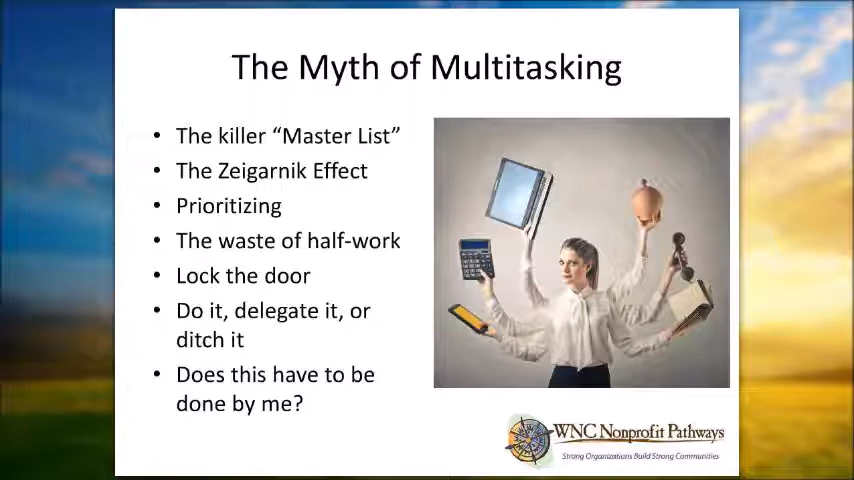 The Myth of Multitasking
• The killer “Master List”
• The Zeigarnik Effect
• Prioritizing
• The waste of half-work
• Lock the door
• Do it, delegate it, or
ditch it
• Does this have to be
done by me?
WNC Nonprofit Pathways
Strong Organizations Build Strong Communities